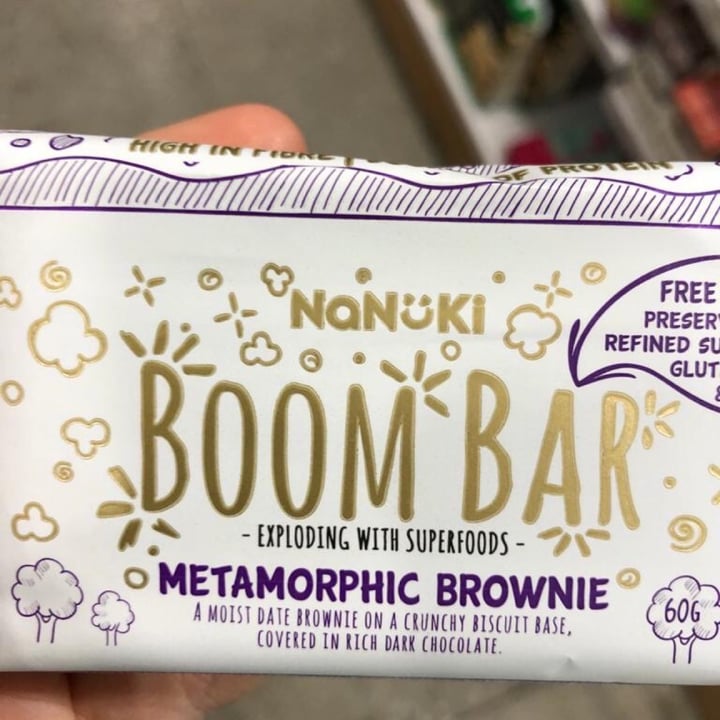 HIGH IN FIBRE
OF PROTEIN
NaNüKi
BOOM BAR
- EXPLODING WITH SUPERFOODS -
METAMORPHIC BROWNIE
A MOIST DATE BROWNIE ON A CRUNCHY BISCUIT BASE,
COVERED IN RICH DARK CHOCOLATE.
FREE
PRESERV
REFINED SU
GLUT
60G